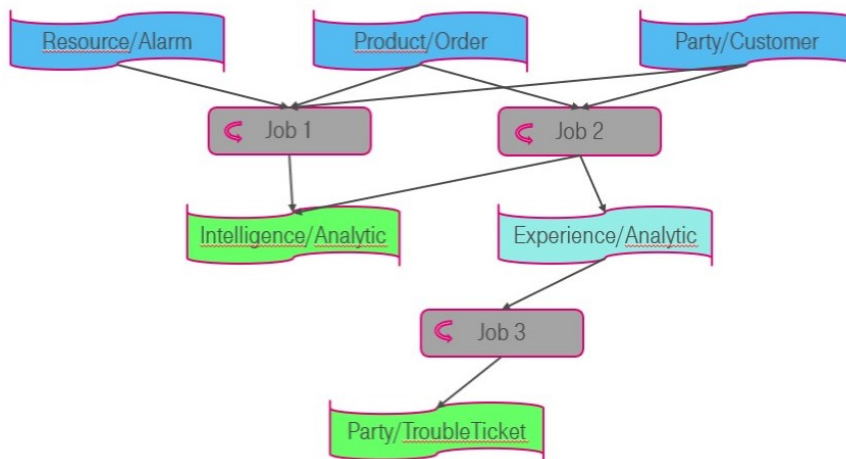 Resource/Alarm
Product/Order
Party/Customer
Job 1
Job 2
Intelligence/Analytic
Experience/Analytic
Job 3
Party/TroubleTicket